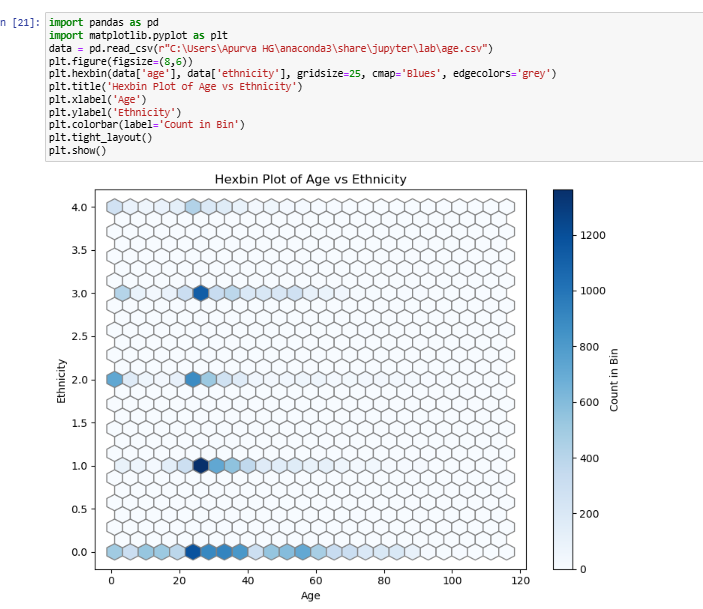 n [21]:
import pandas as pd
import matplotlib.pyplot as plt
data = pd.read_csv(r"C:\Users\Apurva HG\anaconda3\share\jupyter\lab\age.csv")
plt.figure(figsize=(8,6))
plt.hexbin(data['age'], data['ethnicity'], gridsize=25, cmap='Blues', edgecolors='grey')
plt.title('Hexbin Plot of Age vs Ethnicity')
plt.xlabel('Age')
plt.ylabel('Ethnicity')
plt.colorbar(label='Count in Bin')
plt.tight_layout()
plt.show()
Hexbin Plot of Age vs Ethnicity
4.0
3.5
3.0
2.5
2.0
1.5
1.0
0.5
0.0
Ethnicity
0 20 40 60 80 100 120
Age
1200
1000
800
600
400
200
0
Count in Bin